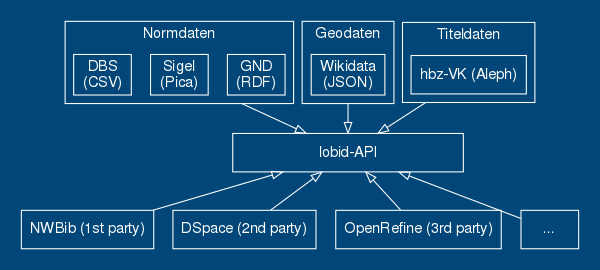 Normdaten
Geodaten
Titeldaten
DBS
(CSV)
Sigel
(Pica)
GND
(RDF)
Wikidata
(JSON)
hbz-VK (Aleph)
lobid-API
NWBib (1st party)
DSpace (2nd party)
OpenRefine (3rd party)
...